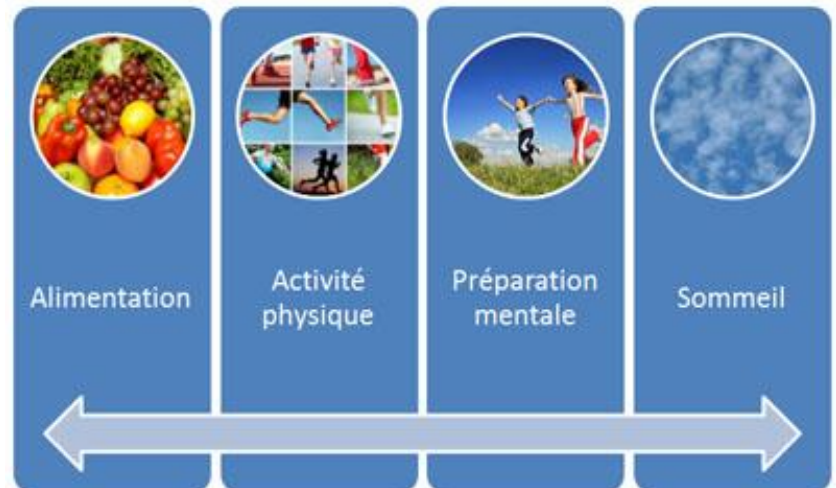 Alimentation
Activité
physique
Préparation
mentale
Sommeil